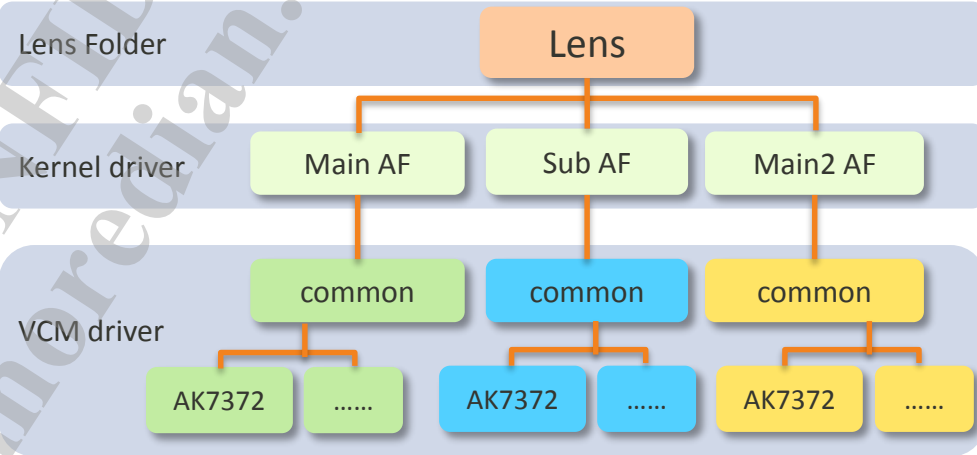 Lens Folder
Lens
Kernel driver
Main AF
Sub AF
Main2 AF
VCM driver
common
common
common
AK7372
......
AK7372
......
AK7372
......